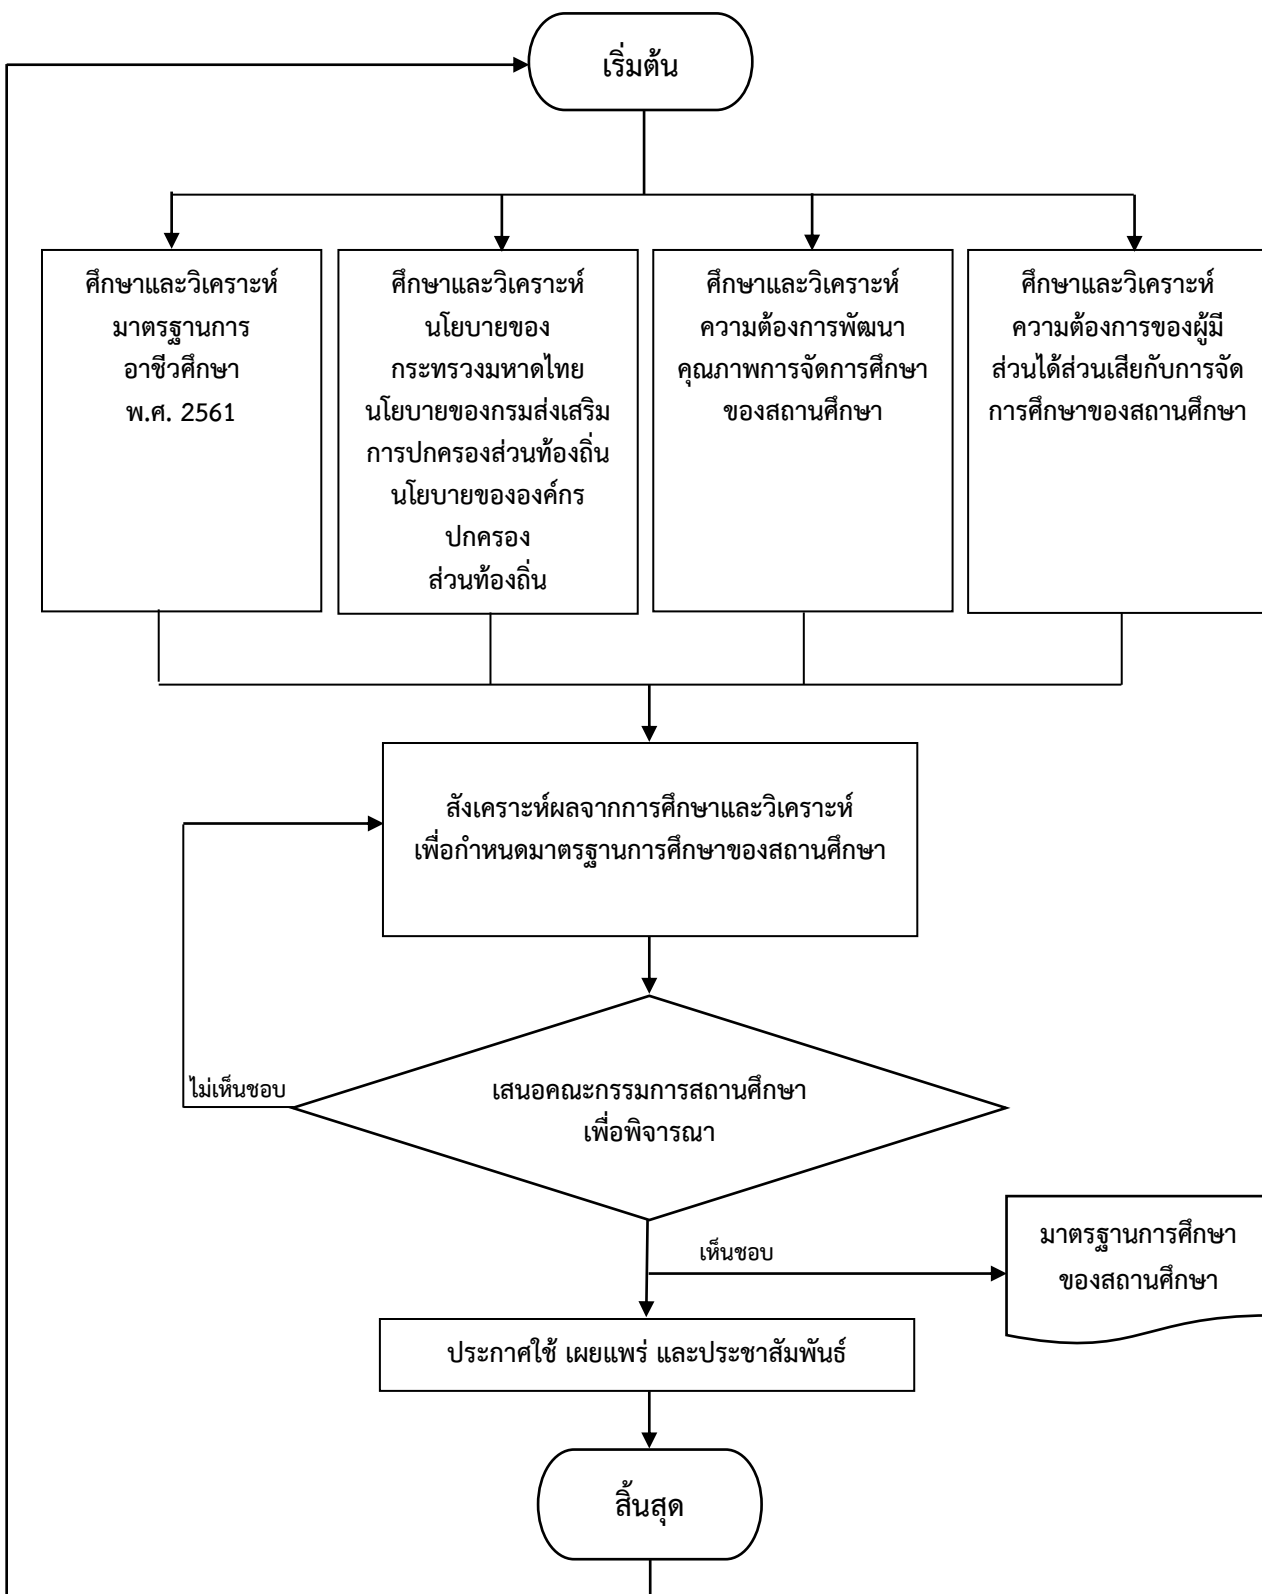 เริ่มต้น
ศึกษาและวิเคราะห์
มาตรฐานการ
อาชีวศึกษา
พ.ศ. 2561
ศึกษาและวิเคราะห์
นโยบายของ
กระทรวงมหาดไทย
นโยบายของกรมส่งเสริม
การปกครองส่วนท้องถิ่น
นโยบายขององค์กร
ปกครอง
ส่วนท้องถิ่น
ศึกษาและวิเคราะห์
ความต้องการพัฒนา
คุณภาพการจัดการศึกษา
ของสถานศึกษา
ศึกษาและวิเคราะห์
ความต้องการของผู้มี
ส่วนได้ส่วนเสียกับการจัด
การศึกษาของสถานศึกษา
สังเคราะห์ผลจากการศึกษาและวิเคราะห์
เพื่อกำหนดมาตรฐานการศึกษาของสถานศึกษา
ไม่เห็นชอบ
เสนอคณะกรรมการสถานศึกษา
เพื่อพิจารณา
เห็นชอบ
มาตรฐานการศึกษา
ของสถานศึกษา
ประกาศใช้ เผยแพร่ และประชาสัมพันธ์
สิ้นสุด